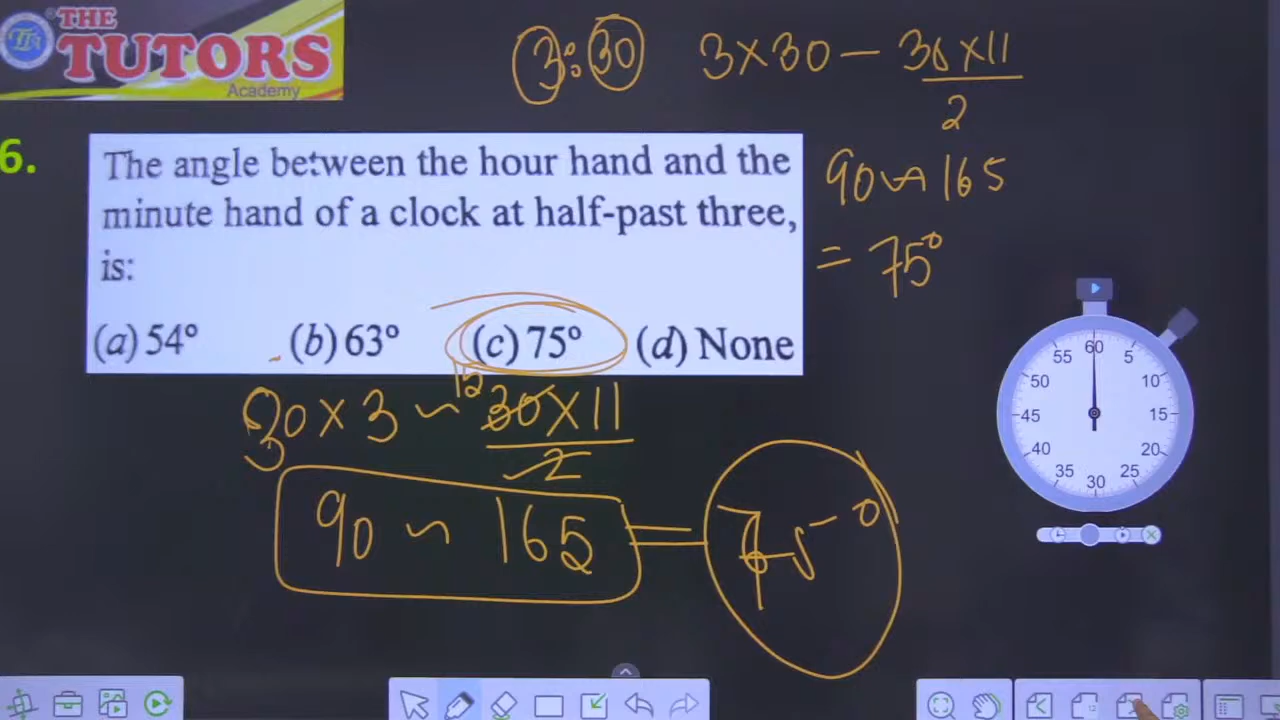 THE
TUTORS
Academy
3:30 3×30 − 30×11
2
6.
The angle between the hour hand and the
minute hand of a clock at half-past three,
is:
90 ~ 165
= 75°
(a) 54° (b) 63° (c) 75° (d) None
30 × 3 ~ 30 × 11
15
2
90 ~ 165 = 75°
60
55 5
50 10
45 15
40 20
35 25
30